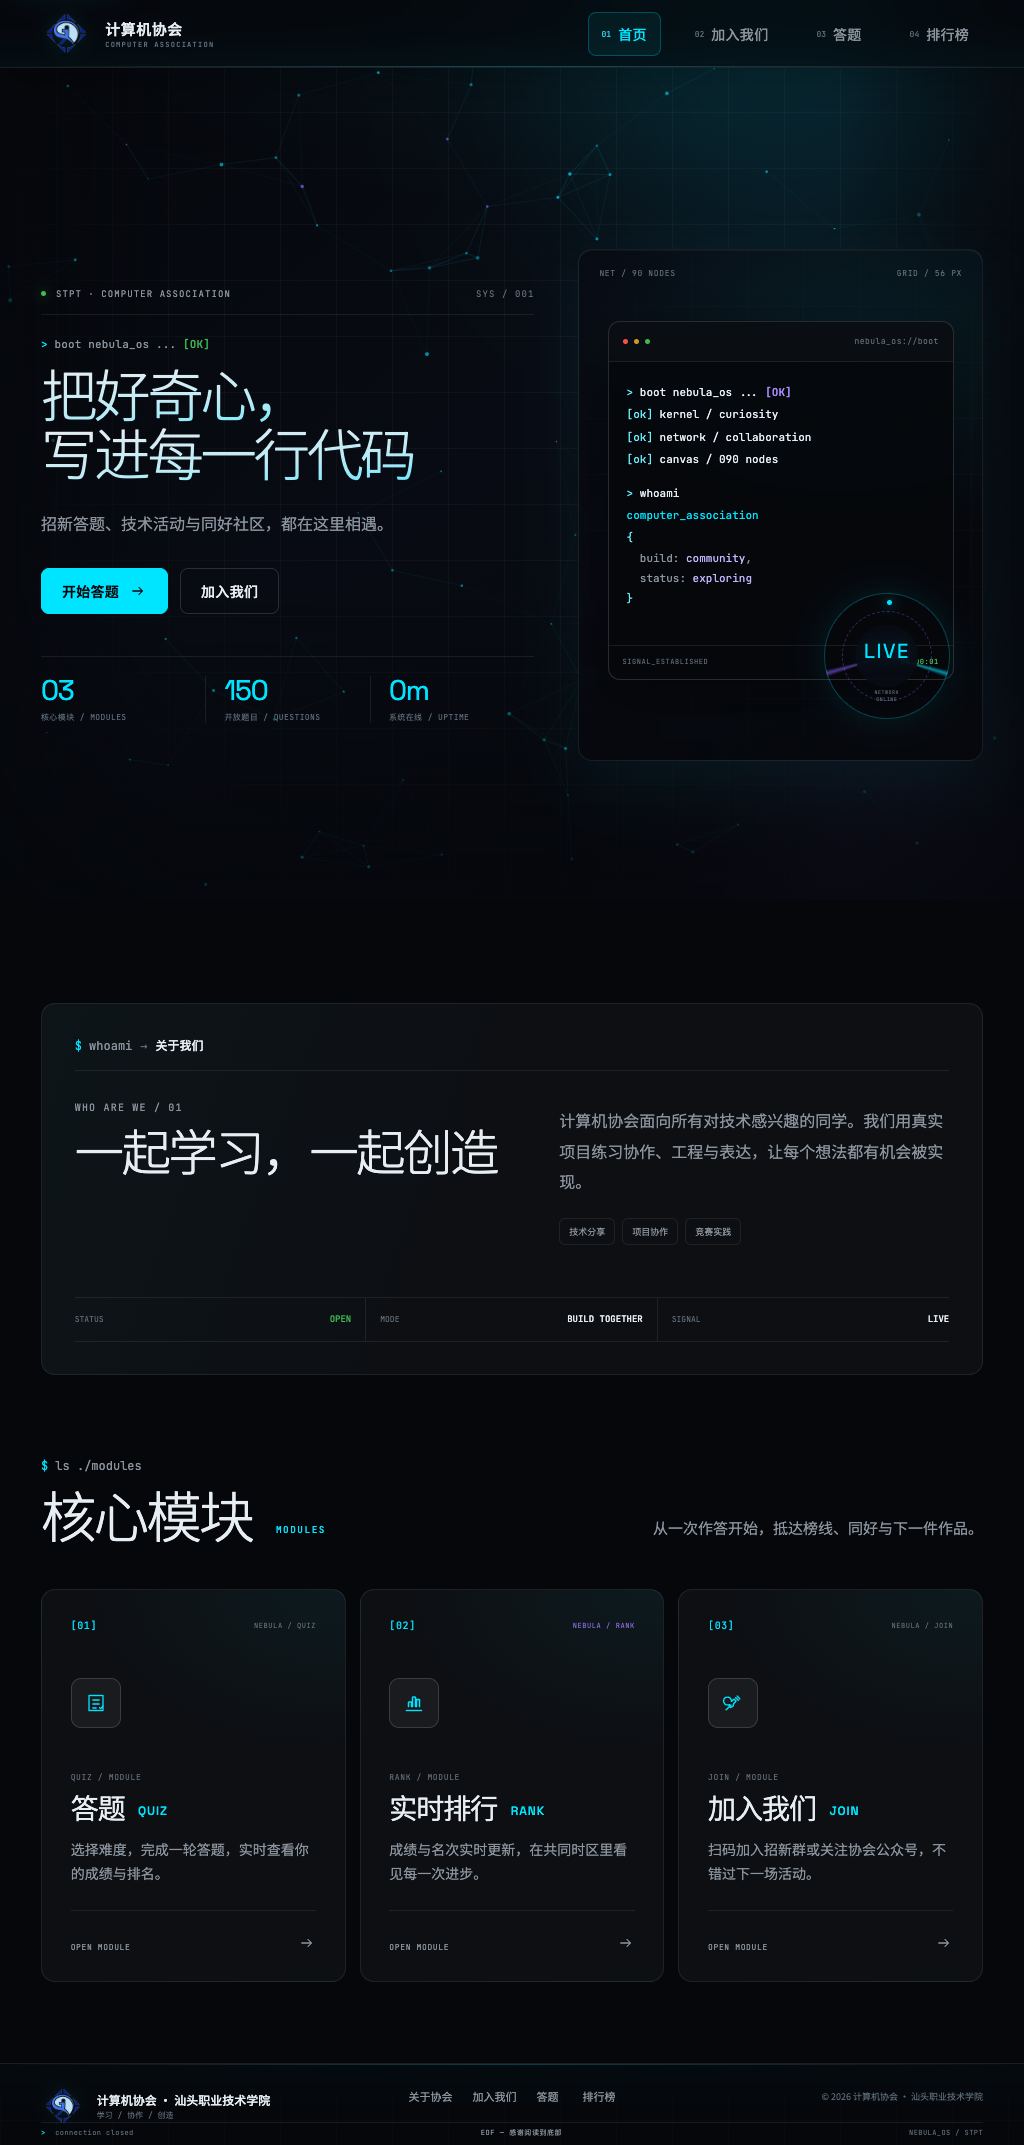 计算机协会
COMPUTER ASSOCIATION
01 首页
02 加入我们
03 答题
04 排行榜
STPT · COMPUTER ASSOCIATION
SYS / 001
> boot nebula_os ... [OK]
把好奇心，
写进每一行代码
招新答题、技术活动与同好社区，都在这里相遇。
开始答题 →
加入我们
03
核心模块 / MODULES
150
开放题目 / QUESTIONS
0m
系统在线 / UPTIME
NET / 90 NODES
GRID / 56 PX
nebula_os://boot
> boot nebula_os ... [OK]
[ok] kernel / curiosity
[ok] network / collaboration
[ok] canvas / 090 nodes
> whoami
computer_association
{
build: community,
status: exploring
}
SIGNAL_ESTABLISHED
0:01
LIVE
NETWORK
ONLINE
$ whoami → 关于我们
WHO ARE WE / 01
一起学习，一起创造
计算机协会面向所有对技术感兴趣的同学。我们用真实
项目练习协作、工程与表达，让每个想法都有机会被实
现。
技术分享
项目协作
竞赛实践
STATUS
OPEN
MODE
BUILD TOGETHER
SIGNAL
LIVE
$ ls ./modules
核心模块 MODULES
从一次作答开始，抵达榜线、同好与下一件作品。
[01]
NEBULA / QUIZ
QUIZ / MODULE
答题 QUIZ
选择难度，完成一轮答题，实时查看你
的成绩与排名。
OPEN MODULE →
[02]
NEBULA / RANK
RANK / MODULE
实时排行 RANK
成绩与名次实时更新，在共同时区里看
见每一次进步。
OPEN MODULE →
[03]
NEBULA / JOIN
JOIN / MODULE
加入我们 JOIN
扫码加入招新群或关注协会公众号，不
错过下一场活动。
OPEN MODULE →
计算机协会 · 汕头职业技术学院
学习 / 协作 / 创造
关于协会
加入我们
答题
排行榜
© 2026 计算机协会 · 汕头职业技术学院
> connection closed
EOF — 感谢阅读到底部
NEBULA_OS / STPT